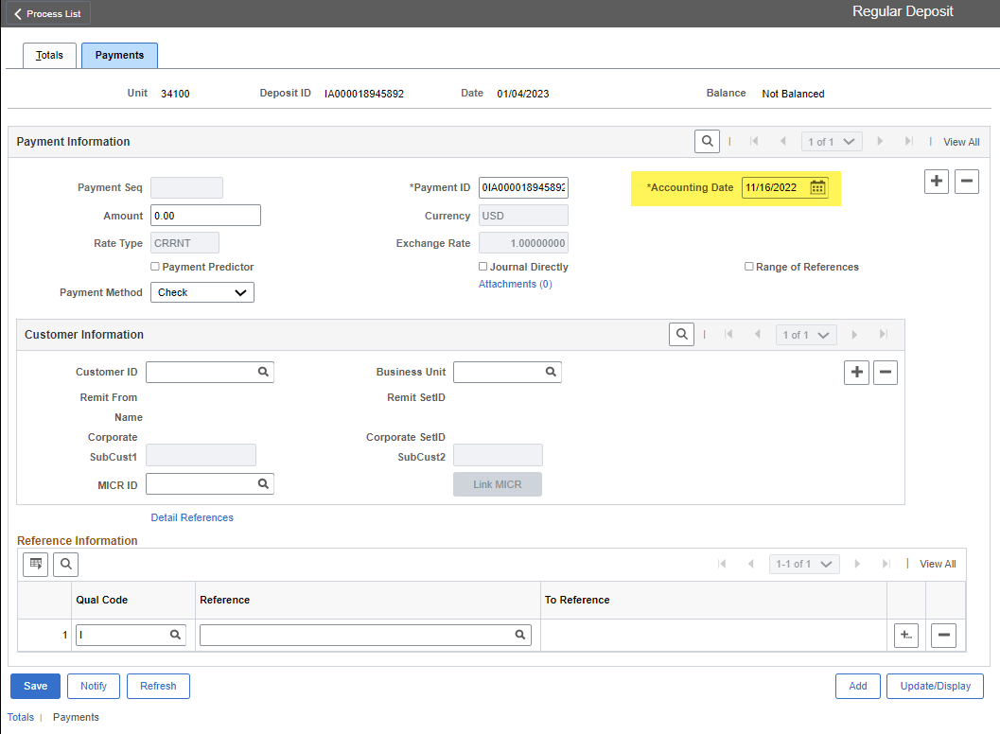 Process List
Regular Deposit
Totals Payments
Unit 34100 Deposit ID IA000018945892 Date 01/04/2023 Balance Not Balanced
Payment Information | 1 of 1 | View All
Payment Seq *Payment ID 0IA000018945892 *Accounting Date 11/16/2022
Amount 0.00 Currency USD
Rate Type CRRNT Exchange Rate 1.00000000
Payment Predictor Journal Directly Range of References
Attachments (0)
Payment Method Check
Customer Information | 1 of 1
Customer ID Business Unit
Remit From Remit SetID
Name
Corporate Corporate SetID
SubCust1 SubCust2
MICR ID Link MICR
Detail References
Reference Information
1-1 of 1 | View All
Qual Code Reference To Reference
1 I
Save Notify Refresh Add Update/Display
Totals | Payments